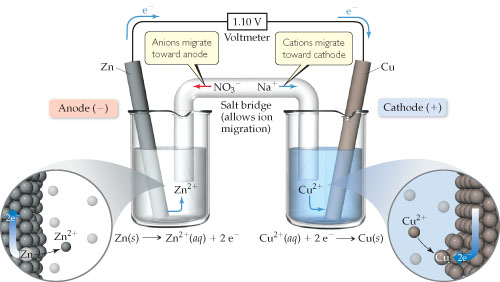 e⁻
1.10 V
e⁻
Voltmeter
Anions migrate
toward anode
Cations migrate
toward cathode
Zn
Cu
NO₃⁻
Na⁺
Anode (−)
Salt bridge
(allows ion
migration)
Cathode (+)
Zn²⁺
Cu²⁺
2e⁻
Zn²⁺
Zn
Cu²⁺
Cu
2e⁻
Zn(s) ⟶ Zn²⁺(aq) + 2 e⁻
Cu²⁺(aq) + 2 e⁻ ⟶ Cu(s)